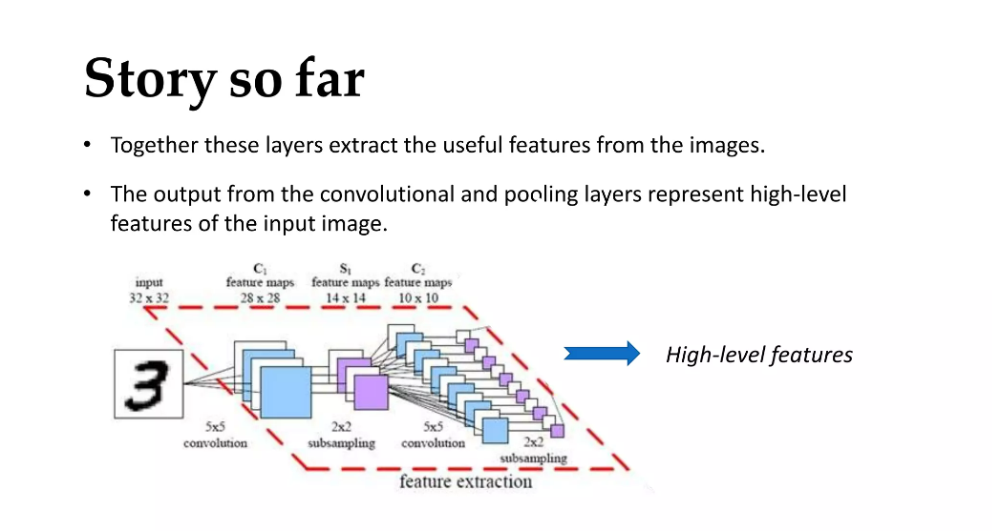 Story so far
• Together these layers extract the useful features from the images.
• The output from the convolutional and pooling layers represent high-level
features of the input image.
C1 S1 C2
input feature maps feature maps feature maps
32 x 32 28 x 28 14 x 14 10 x 10
3
High-level features
5x5 2x2 5x5 2x2
convolution subsampling convolution subsampling
feature extraction